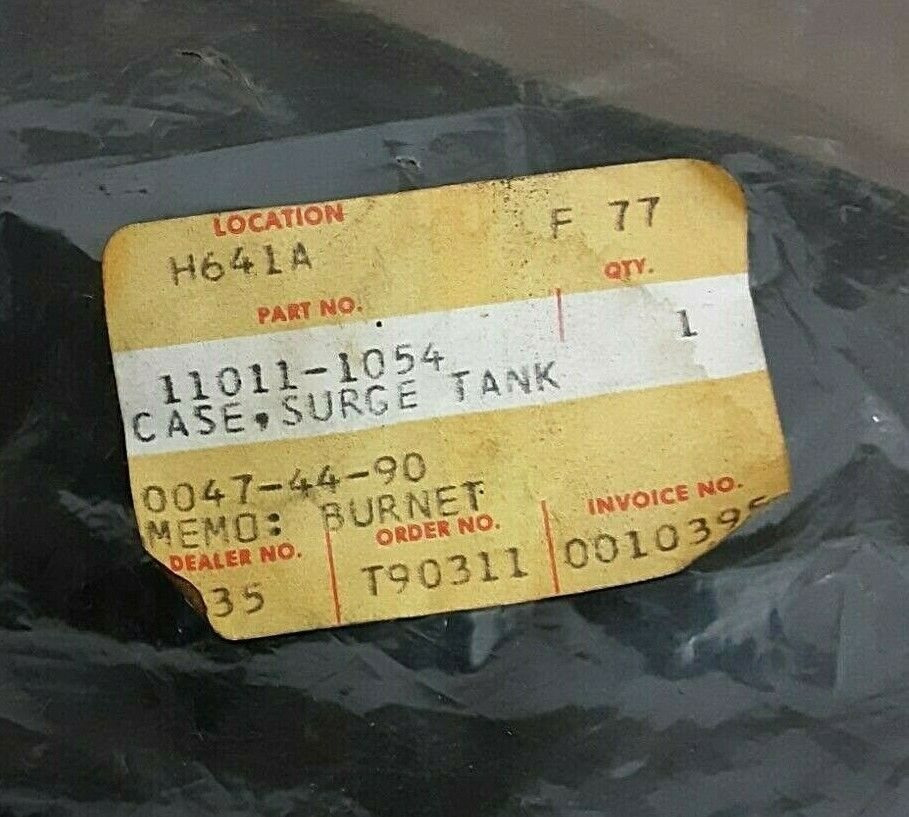 LOCATION
H641A F 77
PART NO. QTY.
11011-1054 1
CASE,SURGE TANK
0047-44-90
MEMO: BURNET
DEALER NO. ORDER NO. INVOICE NO.
35 T90311 001039